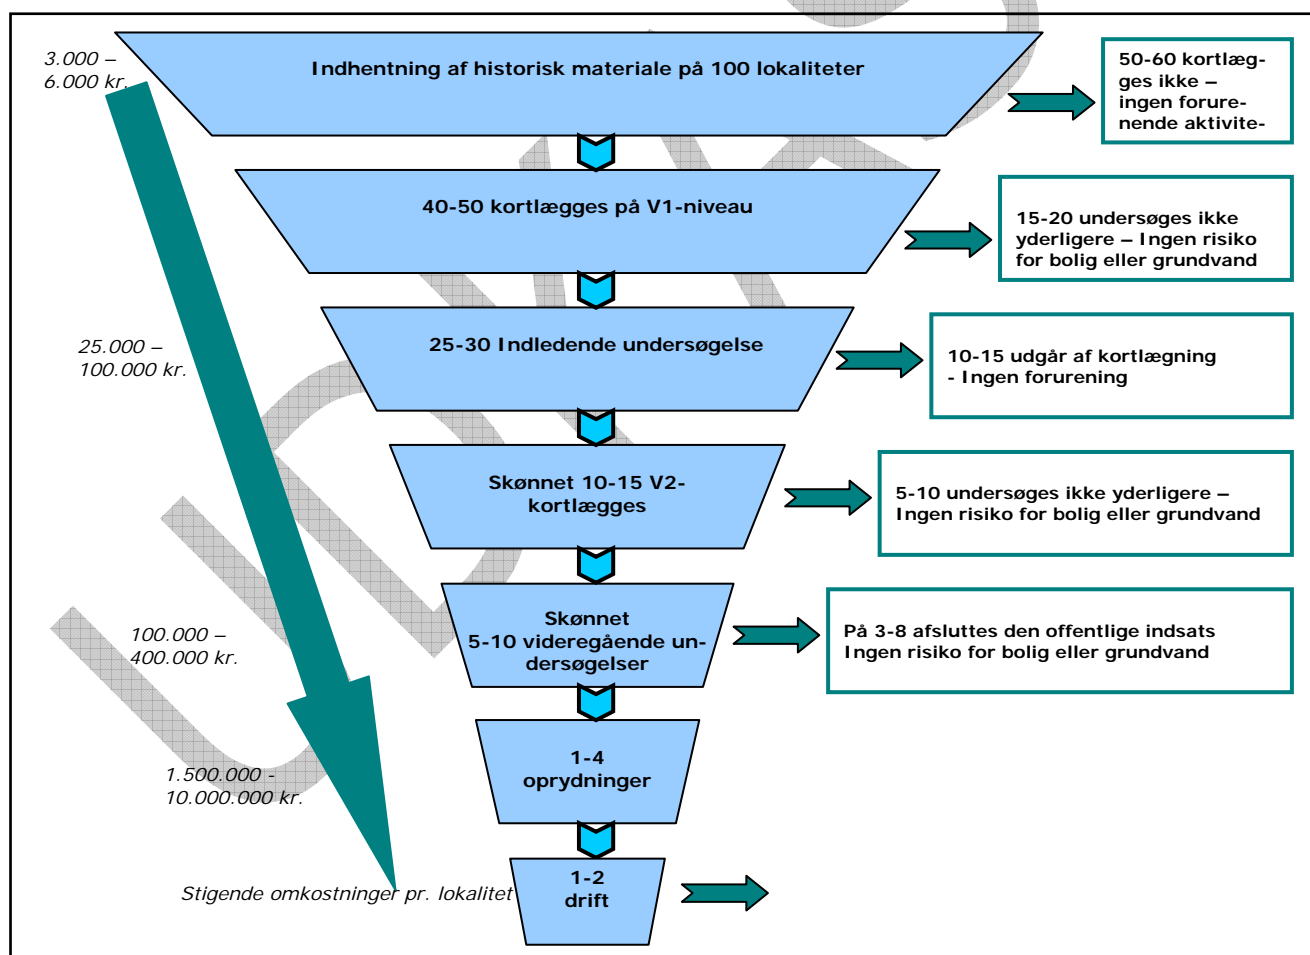 3.000 –
6.000 kr.
Indhentning af historisk materiale på 100 lokaliteter
50-60 kortlæg-
ges ikke –
ingen forure-
nende aktivite-
40-50 kortlægges på V1-niveau
15-20 undersøges ikke
yderligere – Ingen risiko
for bolig eller grundvand
25.000 –
100.000 kr.
25-30 Indledende undersøgelse
10-15 udgår af kortlægning
- Ingen forurening
Skønnet 10-15 V2-
kortlægges
5-10 undersøges ikke yderligere –
Ingen risiko for bolig eller grundvand
100.000 –
400.000 kr.
Skønnet
5-10 videregående un-
dersøgelser
På 3-8 afsluttes den offentlige indsats
Ingen risiko for bolig eller grundvand
1.500.000 -
10.000.000 kr.
1-4
oprydninger
Stigende omkostninger pr. lokalitet
1-2
drift